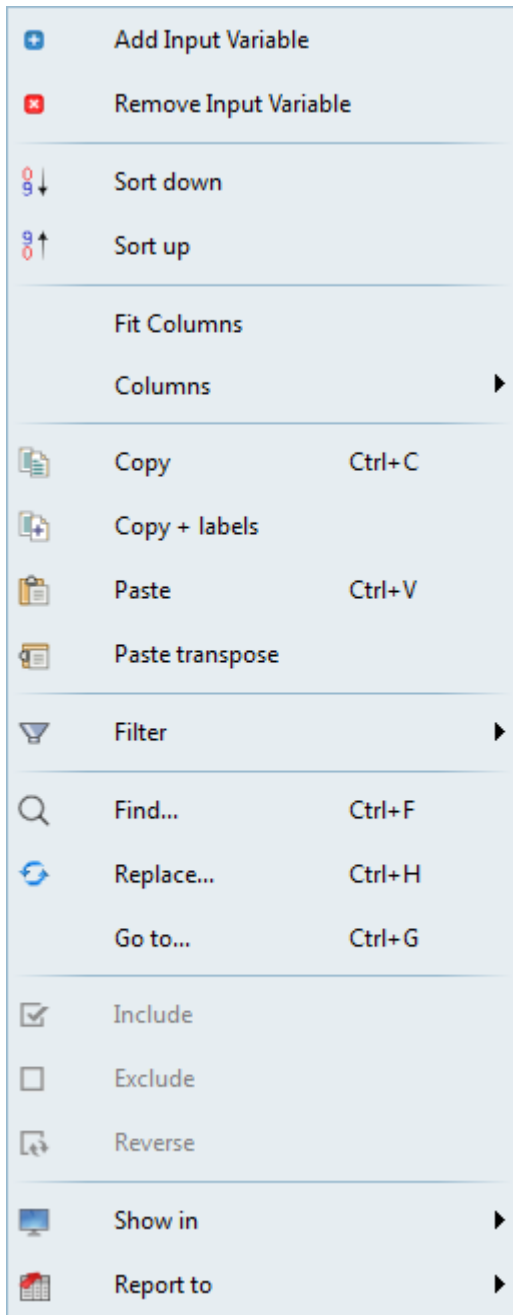 Add Input Variable
Remove Input Variable
Sort down
Sort up
Fit Columns
Columns
Copy Ctrl+C
Copy + labels
Paste Ctrl+V
Paste transpose
Filter
Find... Ctrl+F
Replace... Ctrl+H
Go to... Ctrl+G
Include
Exclude
Reverse
Show in
Report to